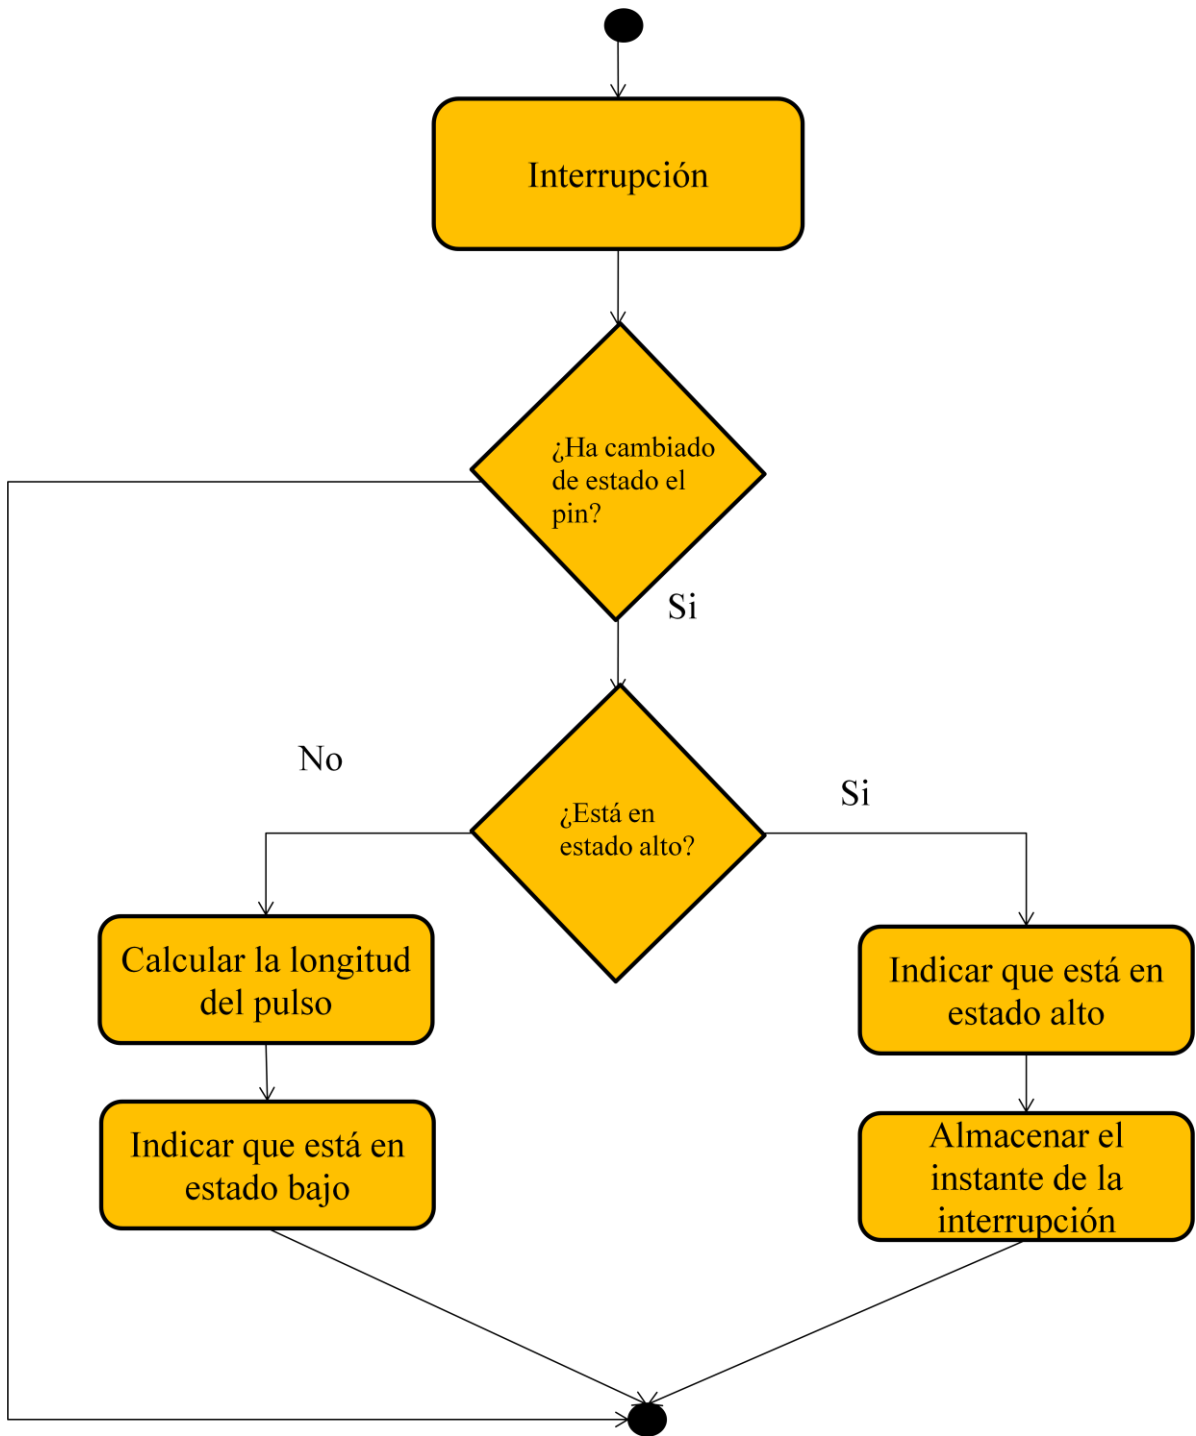 Interrupción
¿Ha cambiado
de estado el
pin?
Si
No
Si
¿Está en
estado alto?
Calcular la longitud
del pulso
Indicar que está en
estado alto
Indicar que está en
estado bajo
Almacenar el
instante de la
interrupción